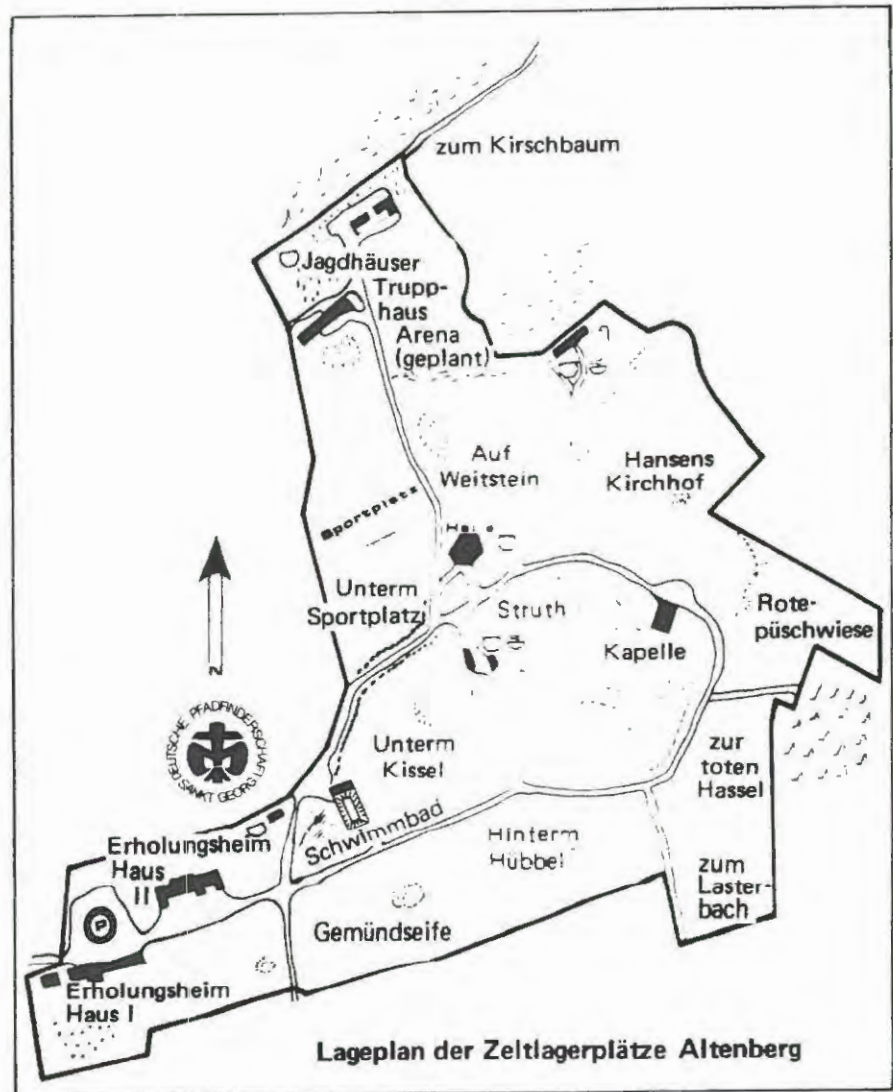 zum Kirschbaum
Jagdhäuser
Trupp-
haus
Arena
(geplant)
Auf
Weitstein
Hansens
Kirchhof
Sportplatz
Unterm
Sportplatz
Struth
Kapelle
Rote-
püschwiese
N
DEUTSCHE PFADFINDERSCHAFT
SANKT GEORG
Unterm
Kissel
zur
toten
Hassel
Schwimmbad
Erholungsheim
Haus
II
Hinterm
Hübbel
zum
Laster-
bach
P
Gemündseife
Erholungsheim
Haus I
Lageplan der Zeltlagerplätze Altenberg